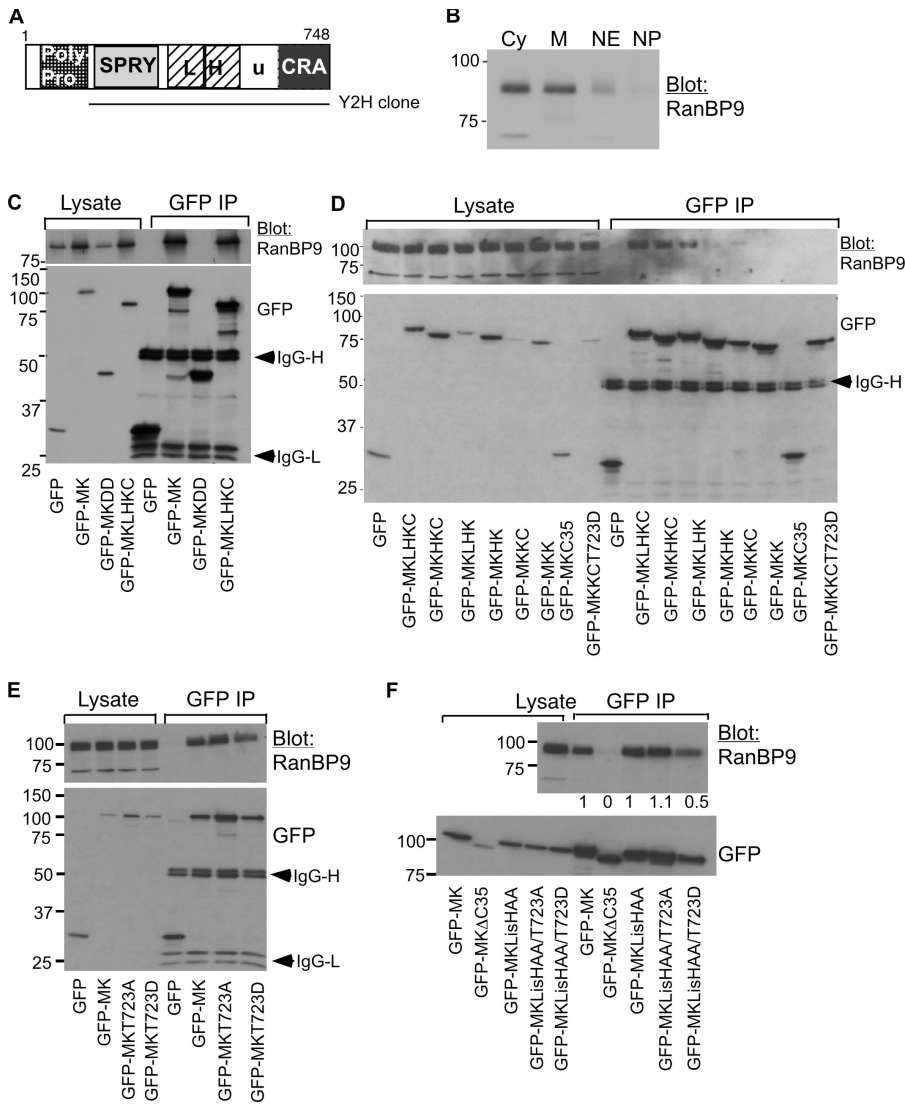 A
1
748
Poly
Pro
SPRY
L H
u
CRA
Y2H clone
B
Cy M NE NP
100
75
Blot:
RanBP9
C
Lysate
GFP IP
Blot:
RanBP9
75
150
100
75
GFP
50
IgG-H
37
IgG-L
25
GFP
GFP-MK
GFP-MKDD
GFP-MKLHKC
GFP
GFP-MK
GFP-MKDD
GFP-MKLHKC
D
Lysate
GFP IP
100
75
Blot:
RanBP9
150
100
75
GFP
50
IgG-H
37
25
GFP
GFP-MKLHKC
GFP-MKHKC
GFP-MKLHK
GFP-MKHK
GFP-MKKC
GFP-MKK
GFP-MKC35
GFP-MKKCT723D
GFP
GFP-MKLHKC
GFP-MKHKC
GFP-MKLHK
GFP-MKHK
GFP-MKKC
GFP-MKK
GFP-MKC35
GFP-MKKCT723D
E
Lysate
GFP IP
100
75
Blot:
RanBP9
150
100
75
GFP
50
IgG-H
37
25
IgG-L
GFP
GFP-MK
GFP-MKT723A
GFP-MKT723D
GFP
GFP-MK
GFP-MKT723A
GFP-MKT723D
F
Lysate
GFP IP
100
75
Blot:
RanBP9
1 0 1 1.1 0.5
100
75
GFP
GFP-MK
GFP-MKΔC35
GFP-MKLisHAA
GFP-MKLisHAA/T723A
GFP-MKLisHAA/T723D
GFP-MK
GFP-MKΔC35
GFP-MKLisHAA
GFP-MKLisHAA/T723A
GFP-MKLisHAA/T723D